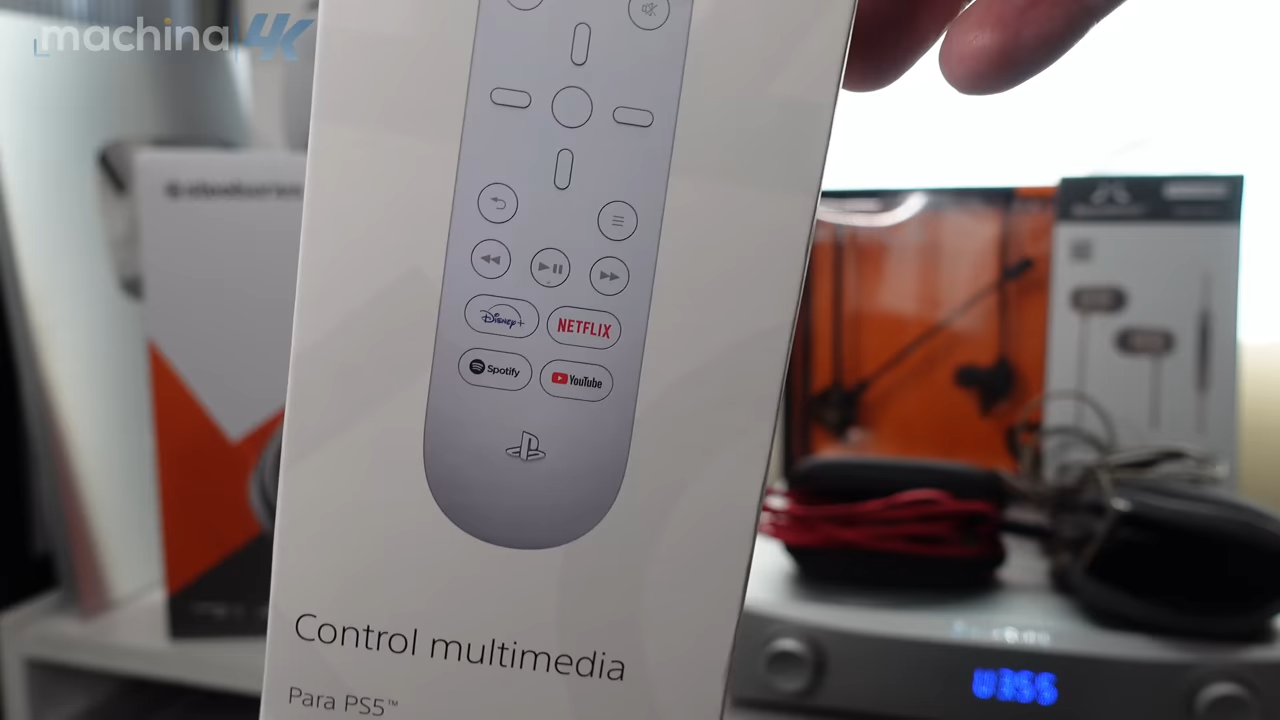 machina 4K
DISNEY+
NETFLIX
Spotify
YouTube
Control multimedia
Para PS5™